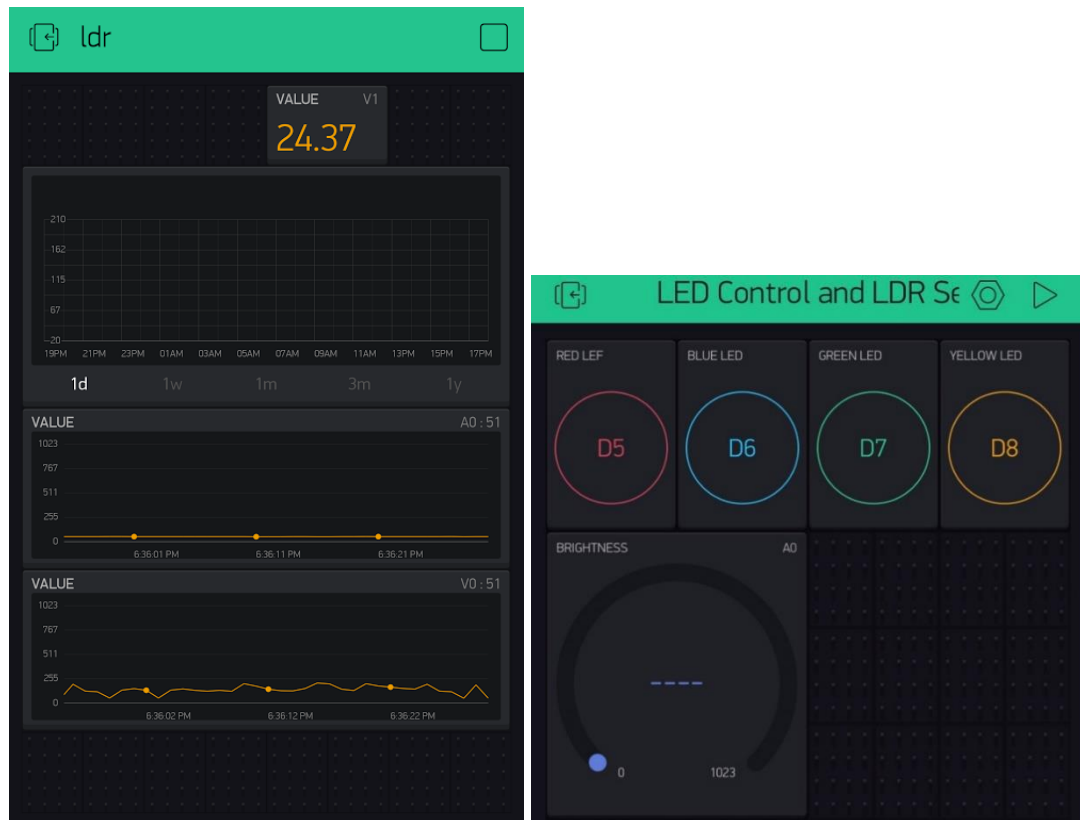 ldr
VALUE V1
24.37
210
162
115
67
-20
19PM 21PM 23PM 01AM 03AM 05AM 07AM 09AM 11AM 13PM 15PM 17PM
1d 1w 1m 3m 1y
VALUE A0 : 51
1023
767
511
255
0
6:36:01 PM 6:36:11 PM 6:36:21 PM
VALUE V0 : 51
1023
767
511
255
0
6:36:02 PM 6:36:12 PM 6:36:22 PM
LED Control and LDR Se
RED LEF BLUE LED GREEN LED YELLOW LED
D5 D6 D7 D8
BRIGHTNESS A0
----
0 1023